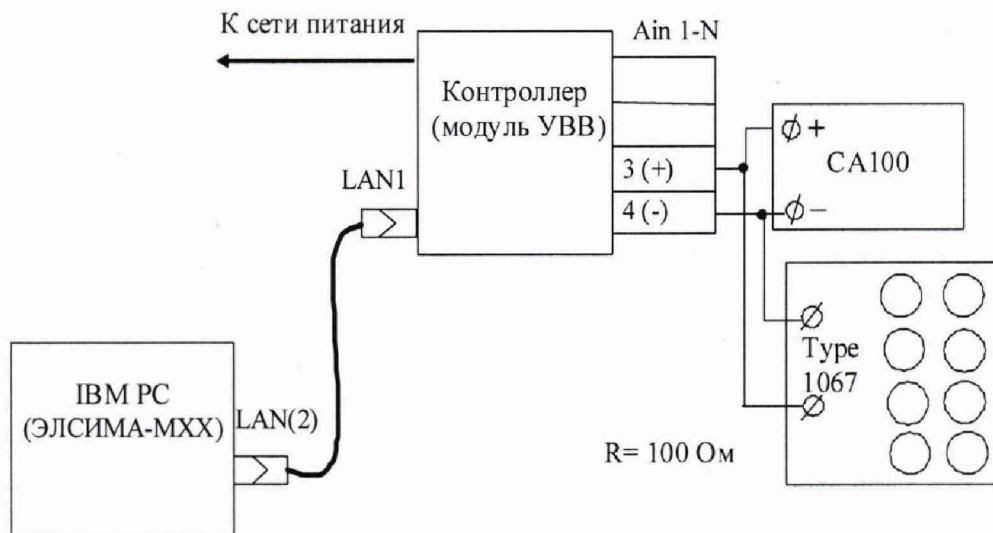 К сети питания
Ain 1-N
Контроллер
(модуль УВВ)
+
CA100
3 (+)
LAN1
4 (-)
−
Type
1067
IBM PC
(ЭЛСИМА-МХХ)
LAN(2)
R= 100 Ом